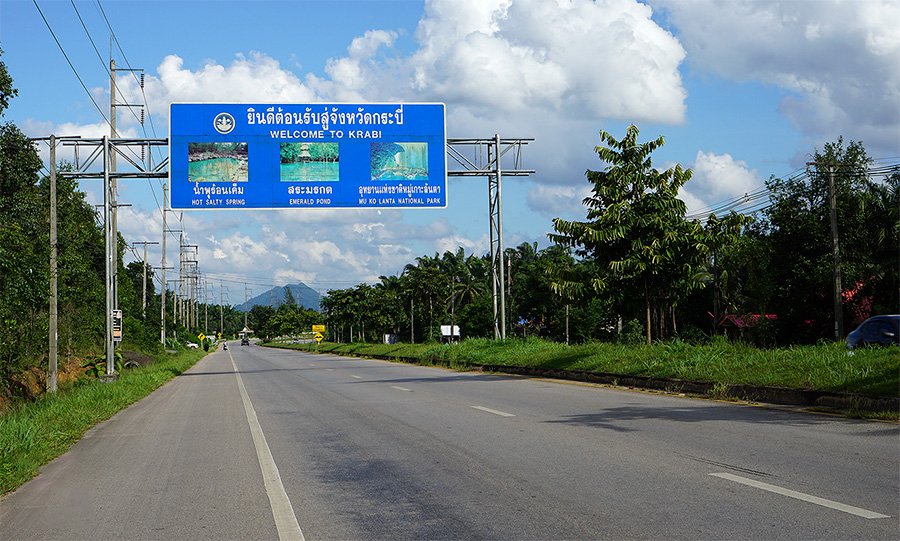 ยินดีต้อนรับสู่จังหวัดกระบี่
WELCOME TO KRABI
น้ำพุร้อนเค็ม
HOT SALTY SPRING
สระมรกต
EMERALD POND
อุทยานแห่งชาติหมู่เกาะลันตา
MU KO LANTA NATIONAL PARK